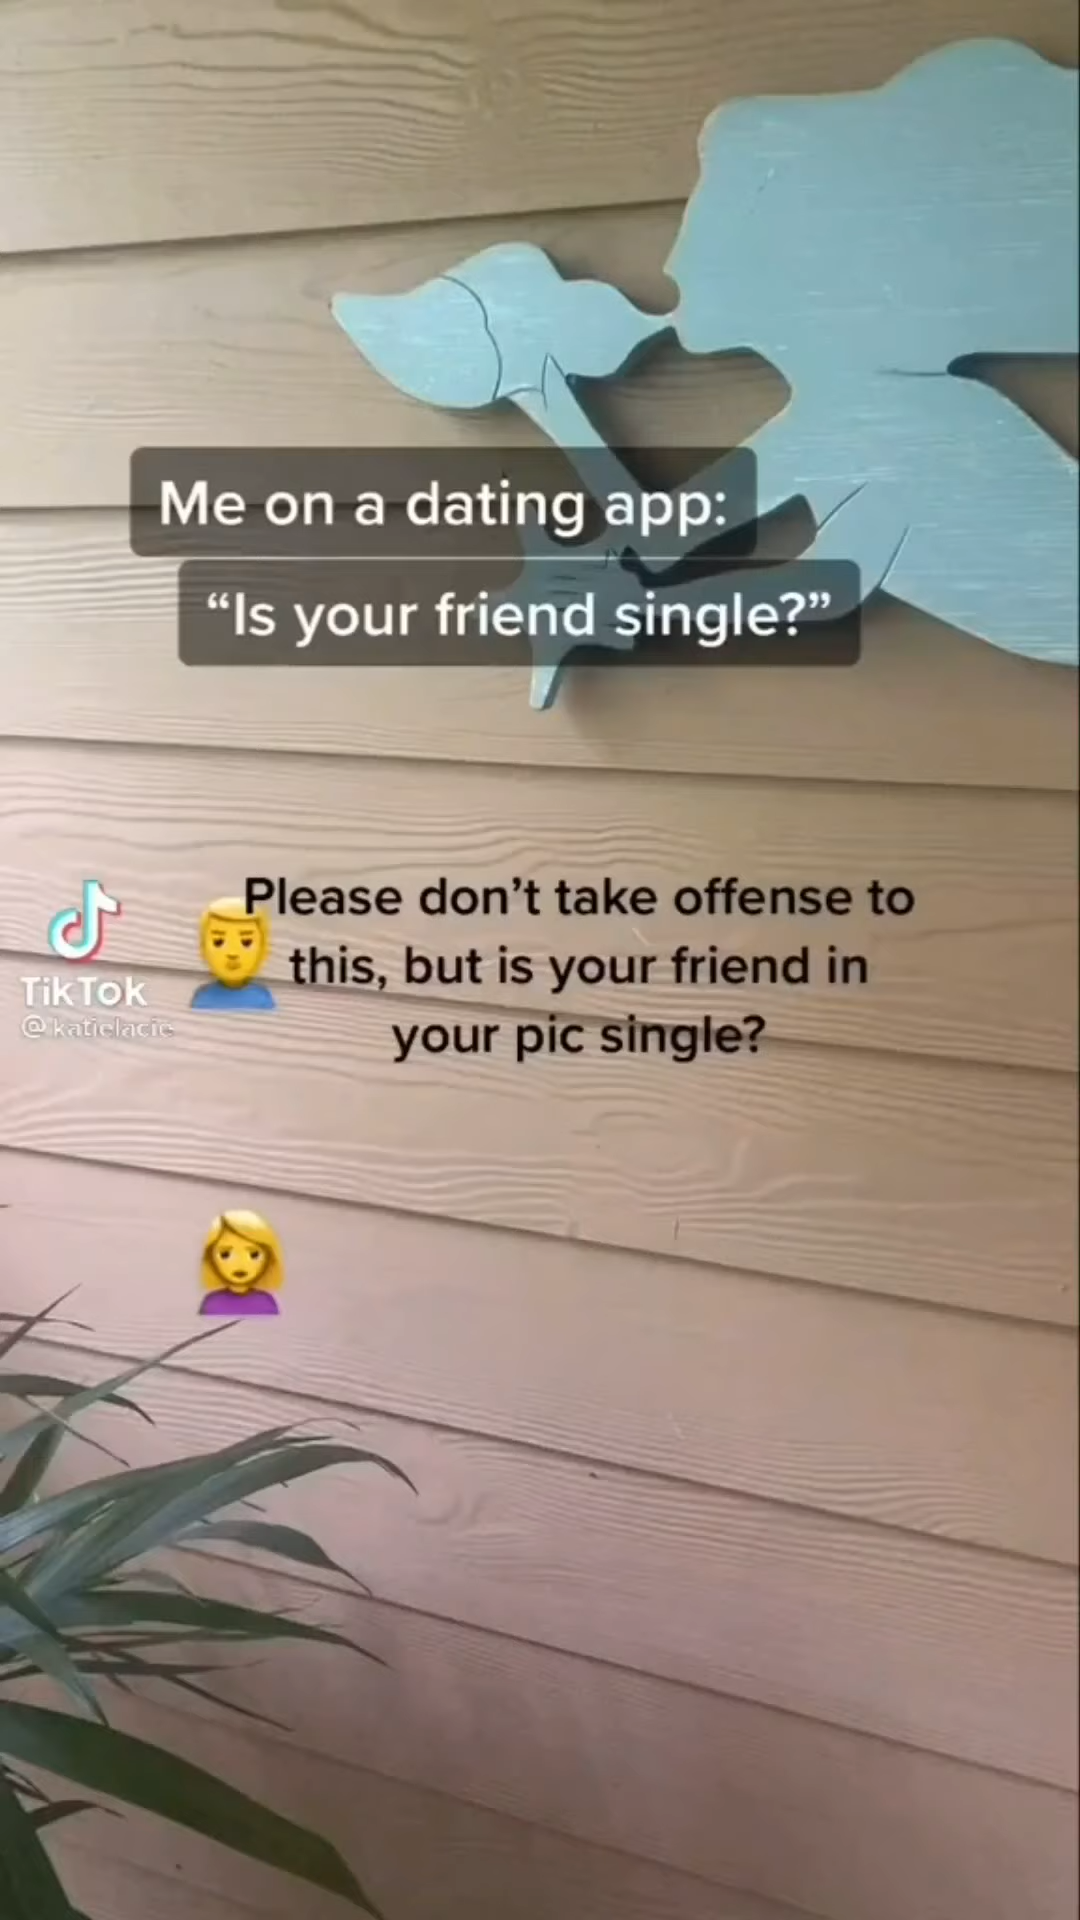 Me on a dating app:
“Is your friend single?”
Please don’t take offense to
this, but is your friend in
your pic single?
TikTok
@katielacie